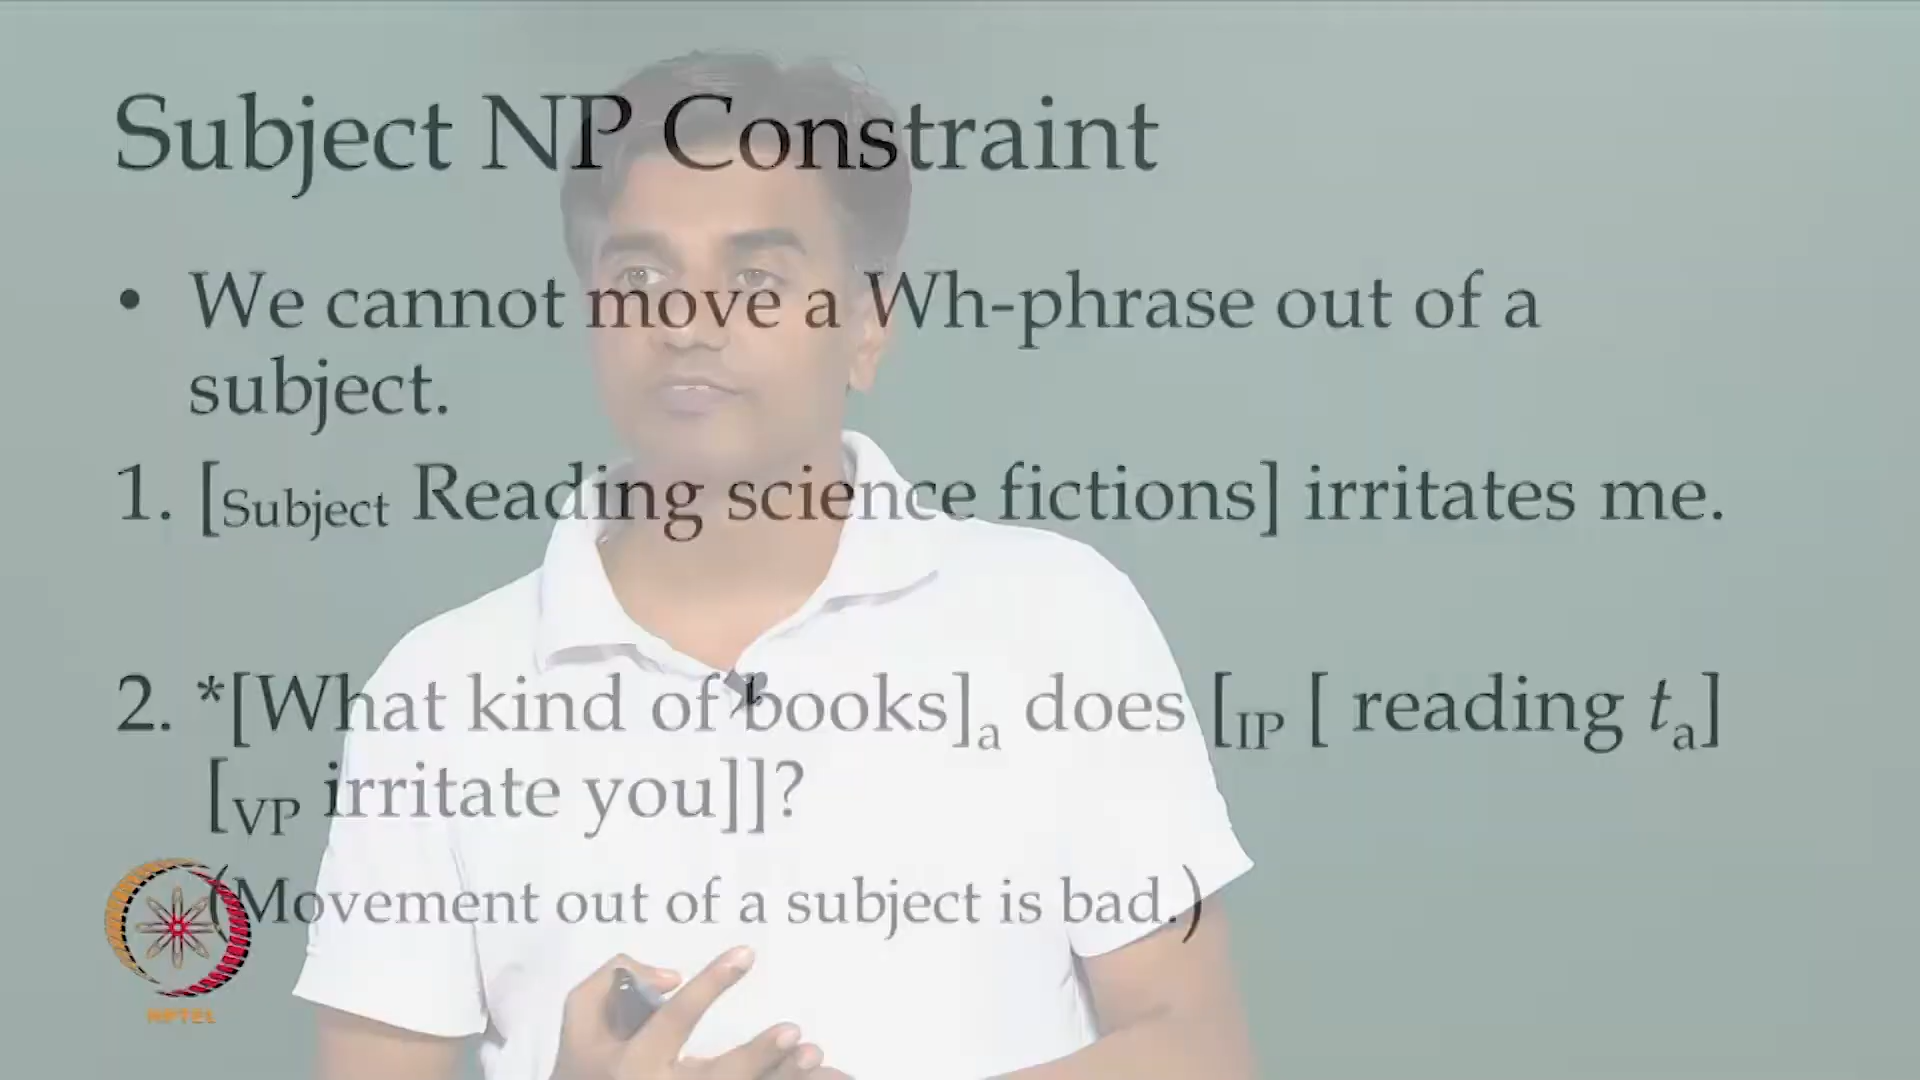 Subject NP Constraint
• We cannot move a Wh-phrase out of a
subject.
1. [Subject Reading science fictions] irritates me.
2. *[What kind of books]a does [IP [ reading ta]
[VP irritate you]]?
(Movement out of a subject is bad.)
NPTEL